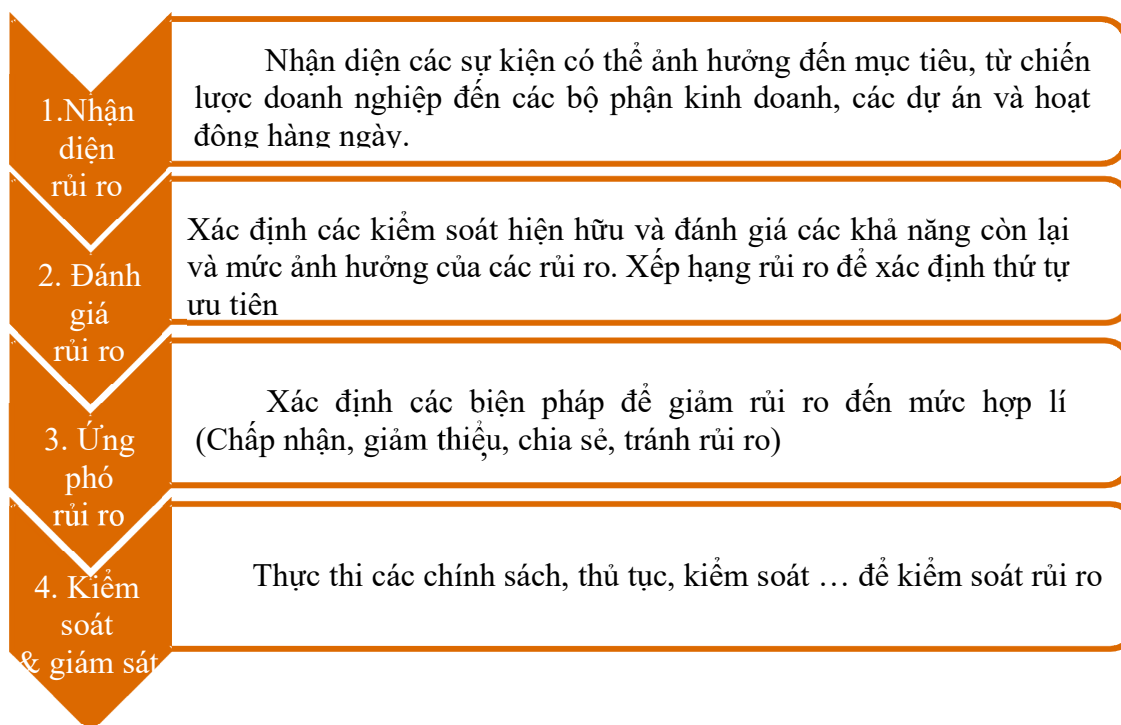 1.Nhận
diện
rủi ro
Nhận diện các sự kiện có thể ảnh hưởng đến mục tiêu, từ chiến
lược doanh nghiệp đến các bộ phận kinh doanh, các dự án và hoạt
đông hàng ngày.
2. Đánh
giá
rủi ro
Xác định các kiểm soát hiện hữu và đánh giá các khả năng còn lại
và mức ảnh hưởng của các rủi ro. Xếp hạng rủi ro để xác định thứ tự
ưu tiên
3. Ứng
phó
rủi ro
Xác định các biện pháp để giảm rủi ro đến mức hợp lí
(Chấp nhận, giảm thiểu, chia sẻ, tránh rủi ro)
4. Kiểm
soát
& giám sát
Thực thi các chính sách, thủ tục, kiểm soát … để kiểm soát rủi ro